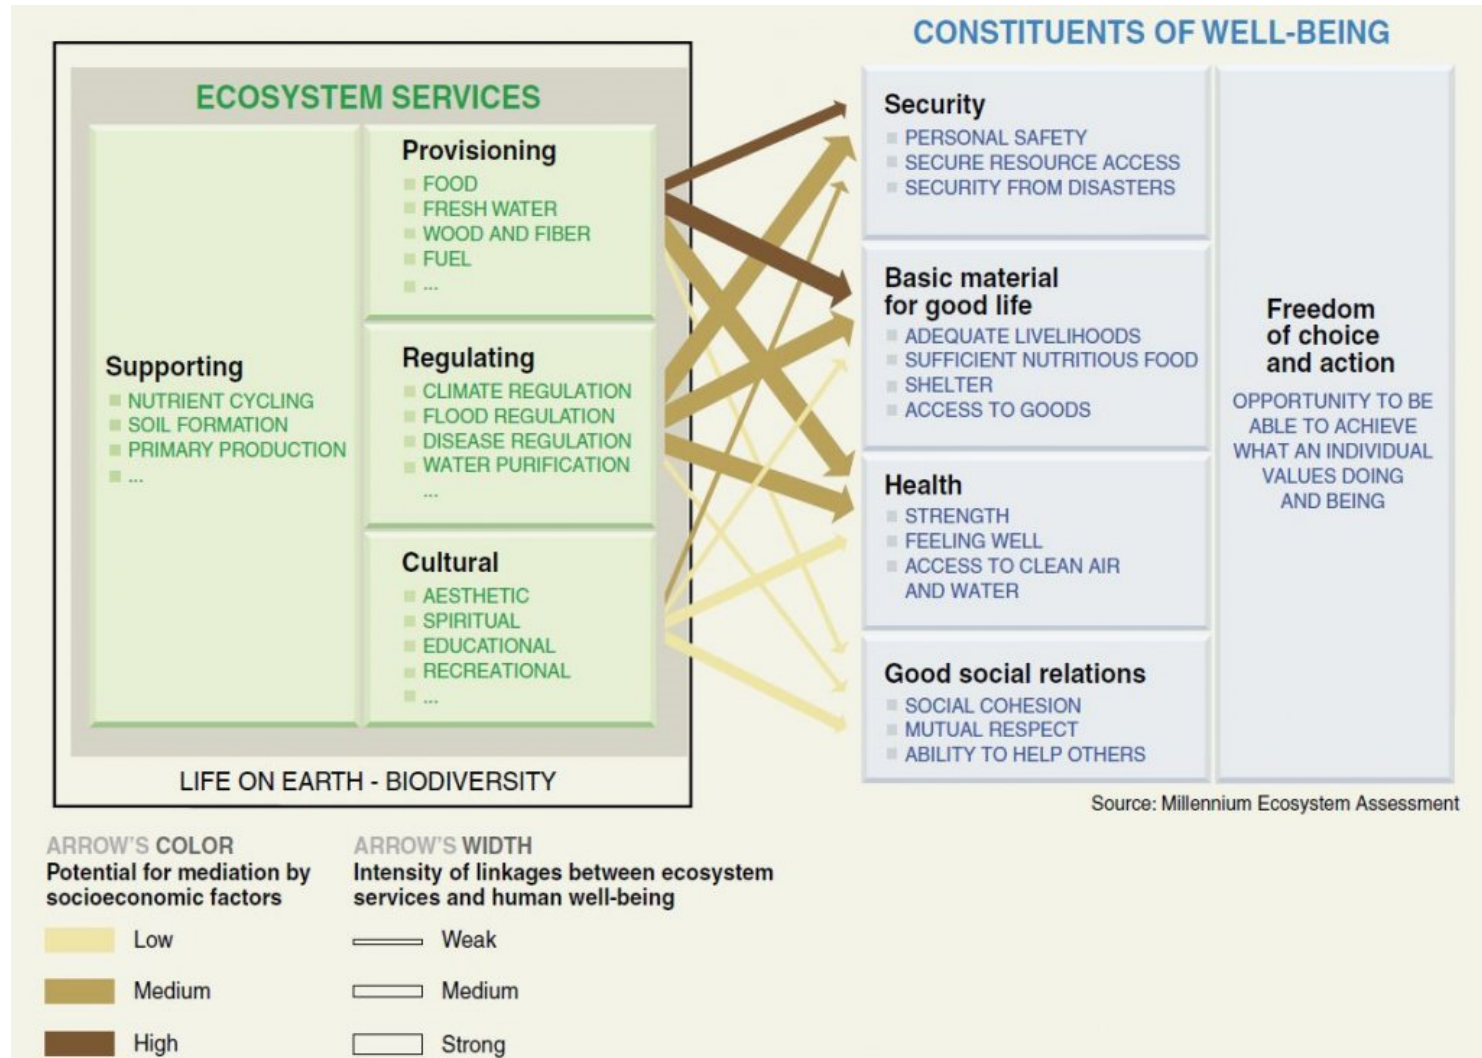 CONSTITUENTS OF WELL-BEING
ECOSYSTEM SERVICES
Supporting
NUTRIENT CYCLING
SOIL FORMATION
PRIMARY PRODUCTION
...
Provisioning
FOOD
FRESH WATER
WOOD AND FIBER
FUEL
...
Regulating
CLIMATE REGULATION
FLOOD REGULATION
DISEASE REGULATION
WATER PURIFICATION
...
Cultural
AESTHETIC
SPIRITUAL
EDUCATIONAL
RECREATIONAL
...
LIFE ON EARTH - BIODIVERSITY
Security
PERSONAL SAFETY
SECURE RESOURCE ACCESS
SECURITY FROM DISASTERS
Basic material
for good life
ADEQUATE LIVELIHOODS
SUFFICIENT NUTRITIOUS FOOD
SHELTER
ACCESS TO GOODS
Health
STRENGTH
FEELING WELL
ACCESS TO CLEAN AIR
AND WATER
Good social relations
SOCIAL COHESION
MUTUAL RESPECT
ABILITY TO HELP OTHERS
Freedom
of choice
and action
OPPORTUNITY TO BE
ABLE TO ACHIEVE
WHAT AN INDIVIDUAL
VALUES DOING
AND BEING
Source: Millennium Ecosystem Assessment
ARROW'S COLOR
Potential for mediation by
socioeconomic factors
Low
Medium
High
ARROW'S WIDTH
Intensity of linkages between ecosystem
services and human well-being
Weak
Medium
Strong